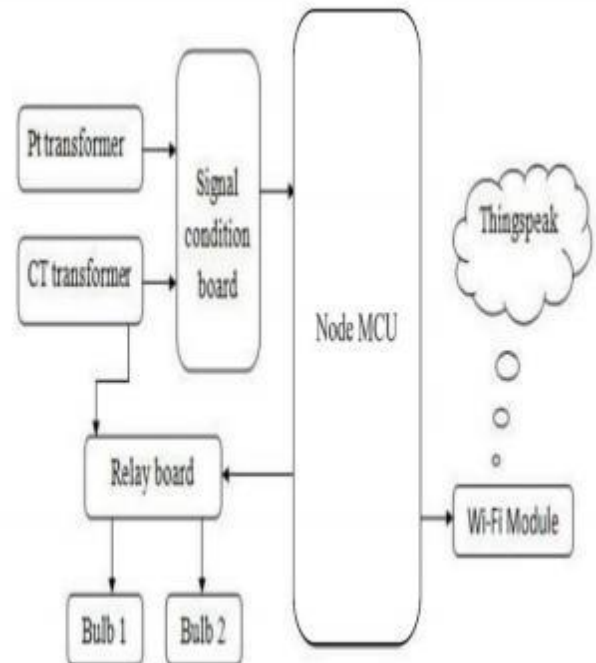 Pt transformer
CT transformer
Signal
condition
board
Node MCU
Thingspeak
Relay board
Wi-Fi Module
Bulb 1
Bulb 2